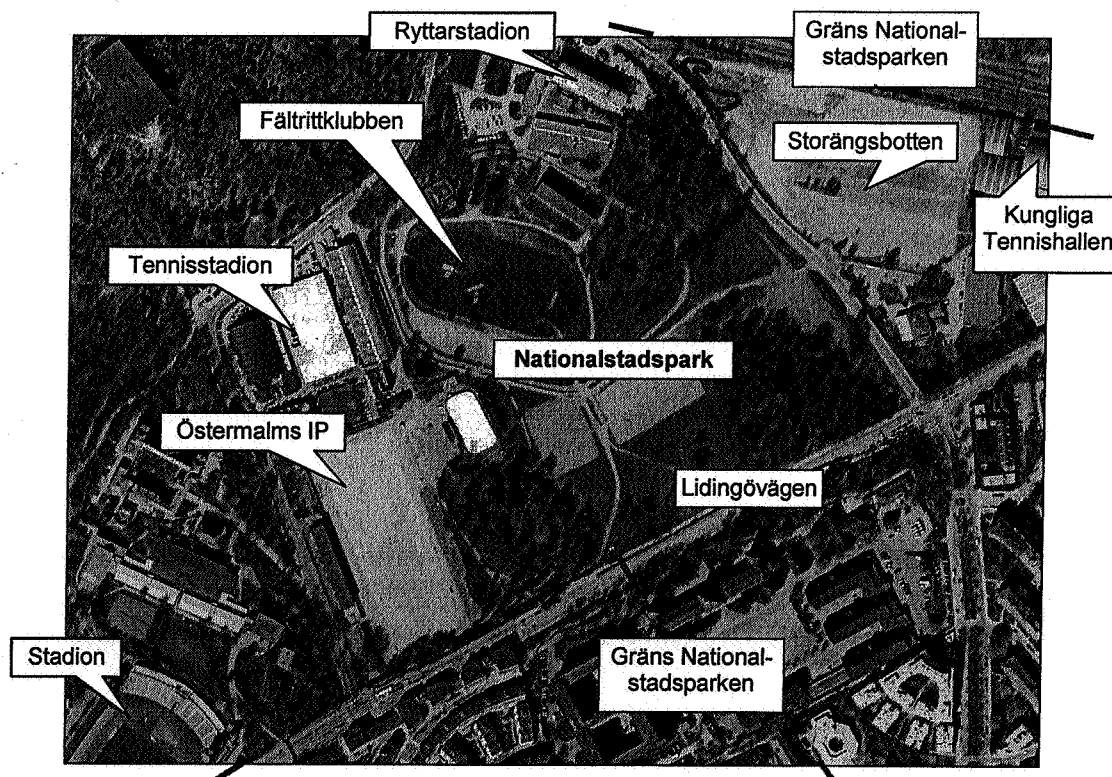 Ryttarstadion
Gräns National-
stadsparken
Fältrittklubben
Storängsbotten
Kungliga
Tennishallen
Tennisstadion
Nationalstadspark
Östermalms IP
Lidingövägen
Stadion
Gräns National-
stadsparken